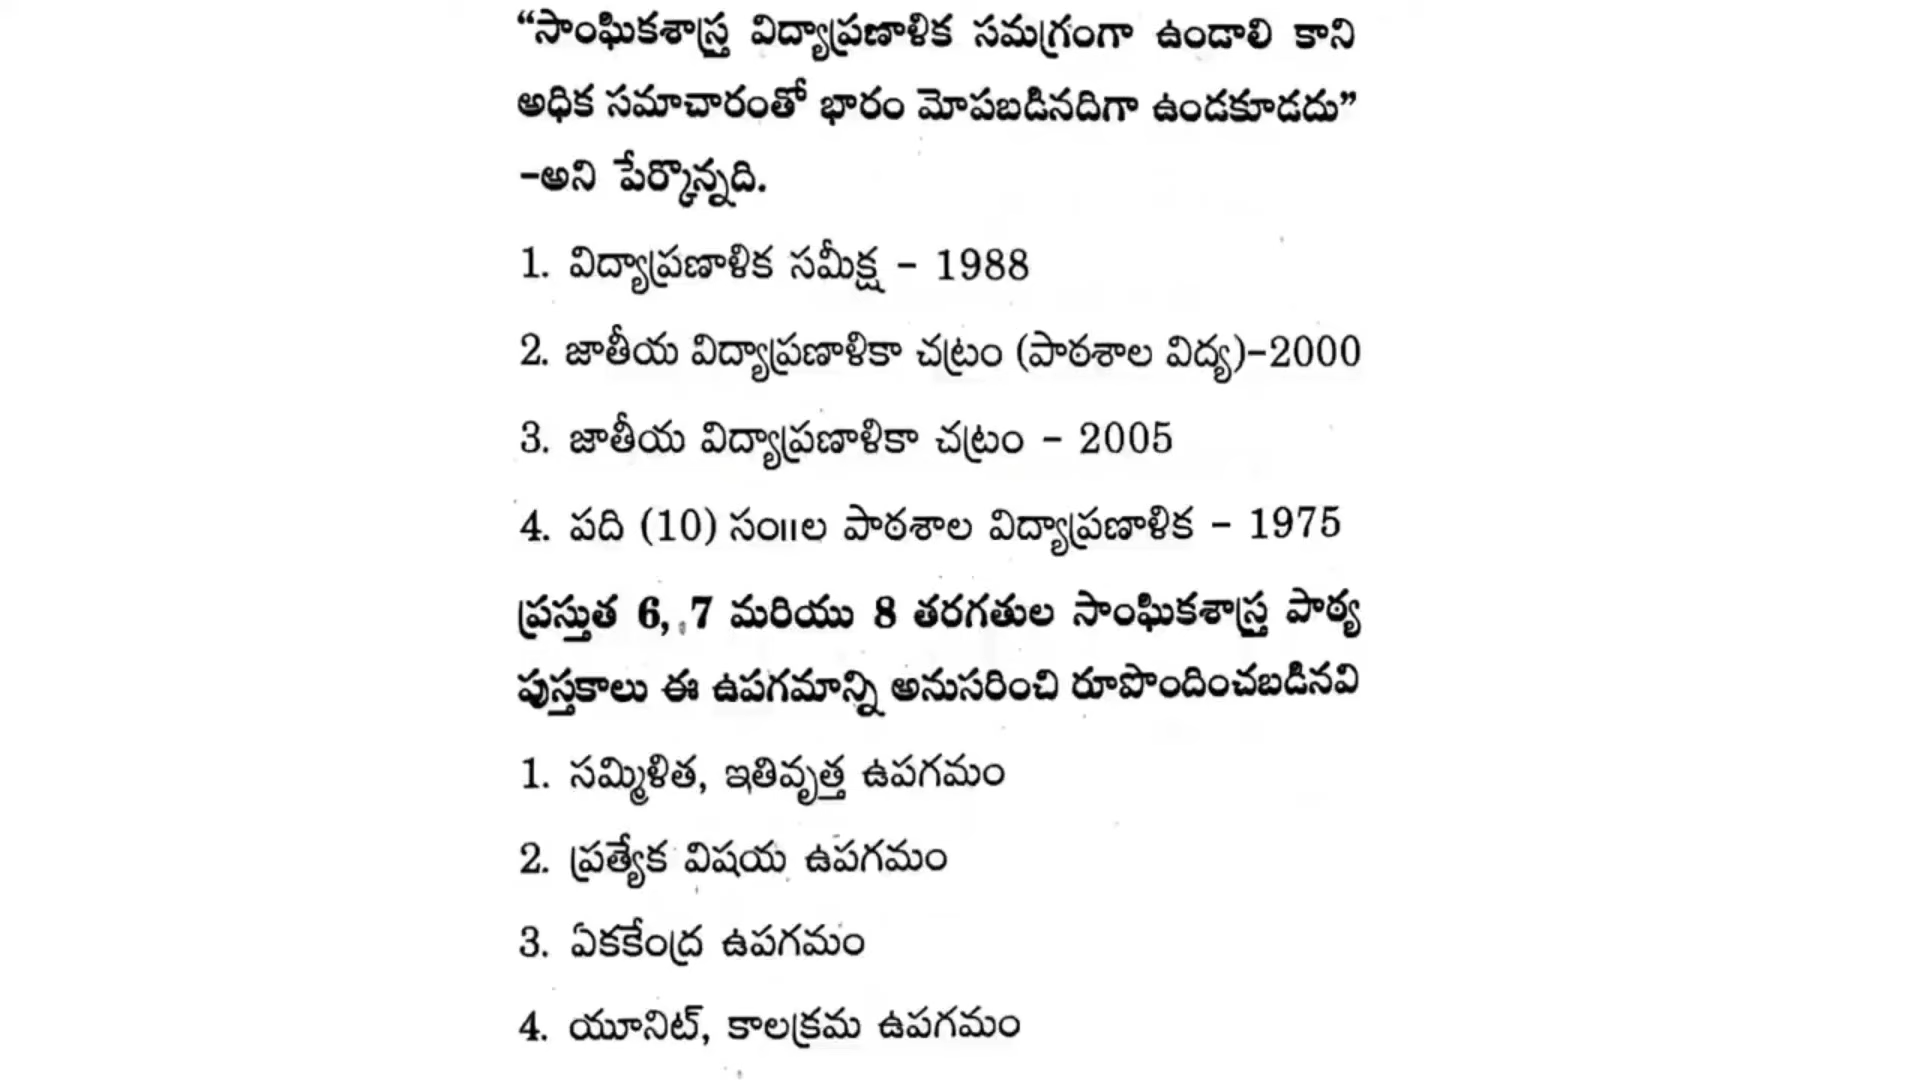 “సాంఘికశాస్త్ర విద్యాప్రణాళిక సమగ్రంగా ఉండాలి కాని
అధిక సమాచారంతో భారం మోపబడినదిగా ఉండకూడదు”
-అని పేర్కొన్నది.
1. విద్యాప్రణాళిక సమీక్ష - 1988
2. జాతీయ విద్యాప్రణాళికా చట్రం (పాఠశాల విద్య)-2000
3. జాతీయ విద్యాప్రణాళికా చట్రం - 2005
4. పది (10) సం॥ల పాఠశాల విద్యాప్రణాళిక - 1975
ప్రస్తుత 6, 7 మరియు 8 తరగతుల సాంఘికశాస్త్ర పాఠ్య
పుస్తకాలు ఈ ఉపగమాన్ని అనుసరించి రూపొందించబడినవి
1. సమ్మిళిత, ఇతివృత్త ఉపగమం
2. ప్రత్యేక విషయ ఉపగమం
3. ఏకకేంద్ర ఉపగమం
4. యూనిట్, కాలక్రమ ఉపగమం